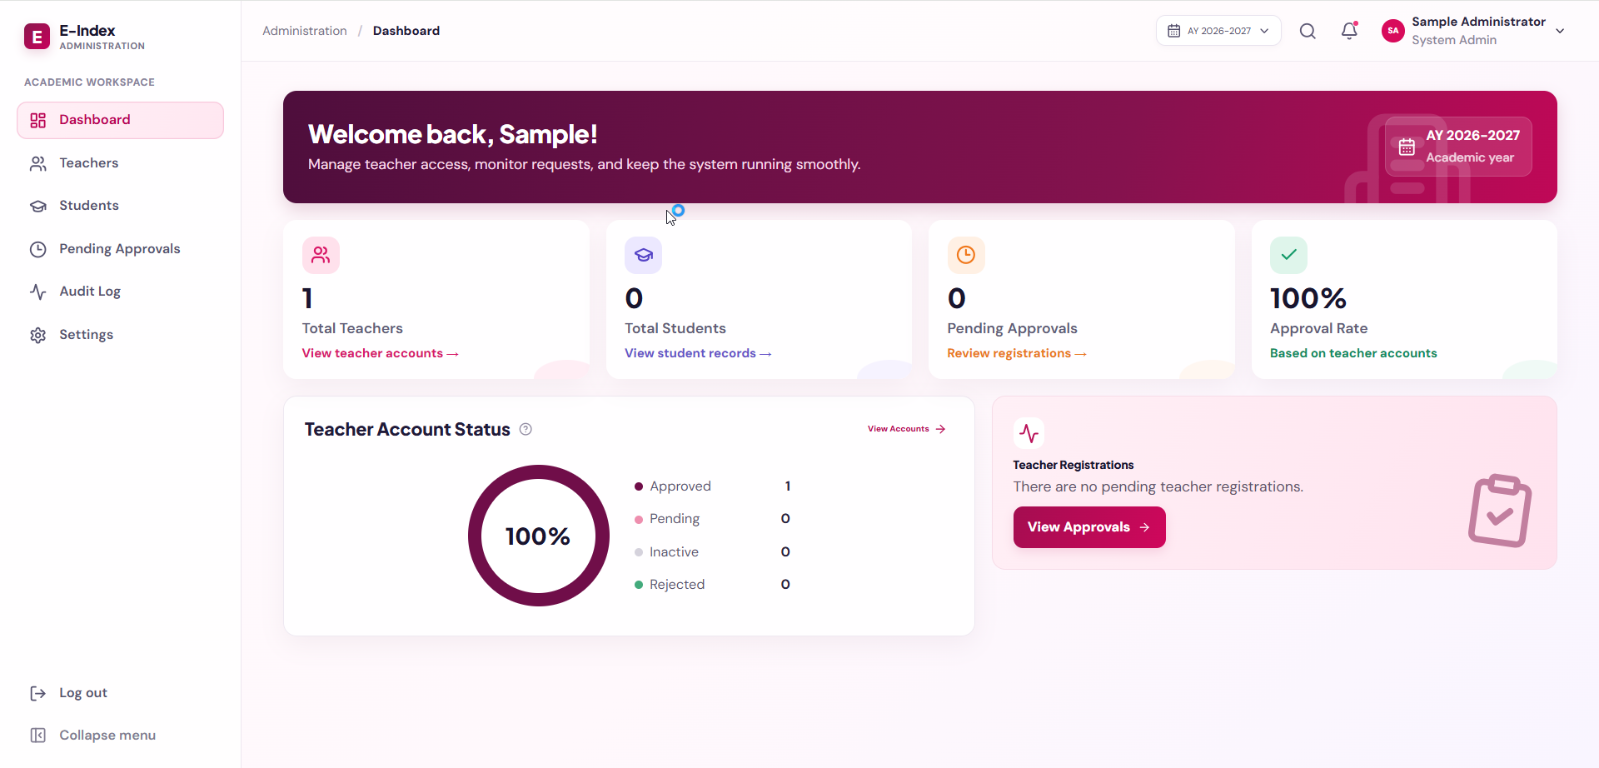 E
E-Index
ADMINISTRATION
ACADEMIC WORKSPACE
Dashboard
Teachers
Students
Pending Approvals
Audit Log
Settings
Log out
Collapse menu
Administration / Dashboard
AY 2026-2027
SA
Sample Administrator
System Admin
Welcome back, Sample!
Manage teacher access, monitor requests, and keep the system running smoothly.
AY 2026-2027
Academic year
1
Total Teachers
View teacher accounts →
0
Total Students
View student records →
0
Pending Approvals
Review registrations →
100%
Approval Rate
Based on teacher accounts
Teacher Account Status ?
View Accounts →
100%
Approved 1
Pending 0
Inactive 0
Rejected 0
Teacher Registrations
There are no pending teacher registrations.
View Approvals →